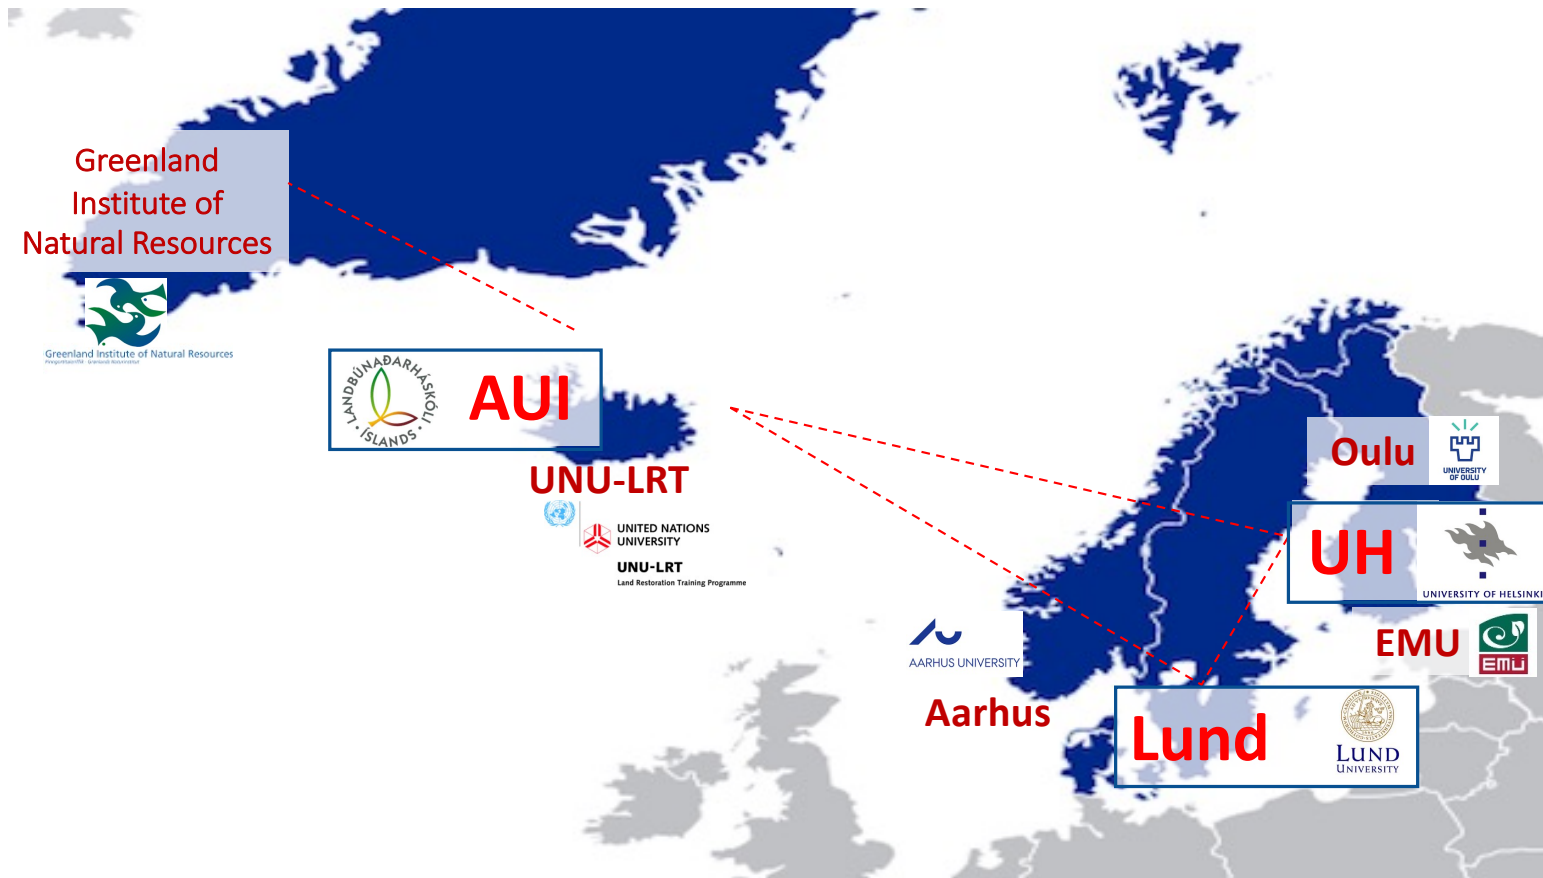 Greenland
Institute of
Natural Resources
Greenland Institute of Natural Resources
LANDBÚNAÐARHÁSKÓLI
· ÍSLANDS ·
AUI
UNU-LRT
UNITED NATIONS
UNIVERSITY
UNU-LRT
Land Restoration Training Programme
Oulu
UNIVERSITY
OF OULU
UH
UNIVERSITY OF HELSINKI
EMU
EMÜ
AARHUS UNIVERSITY
Aarhus
Lund
LUND
UNIVERSITY